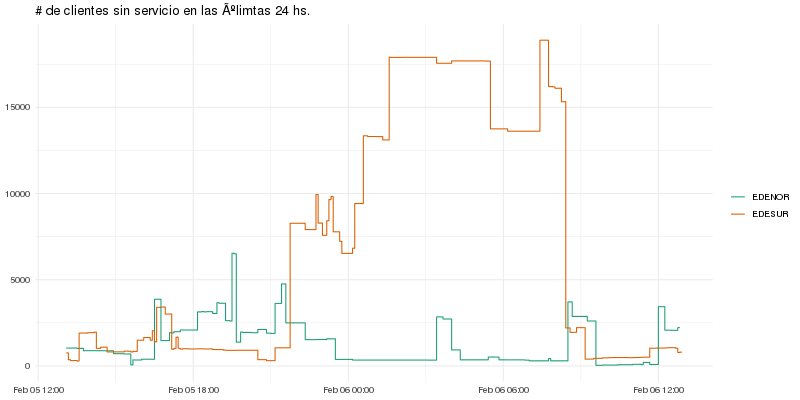 # de clientes sin servicio en las Ãºlimtas 24 hs.
15000
10000
5000
0
EDENOR
EDESUR
Feb 05 12:00
Feb 05 18:00
Feb 06 00:00
Feb 06 06:00
Feb 06 12:00